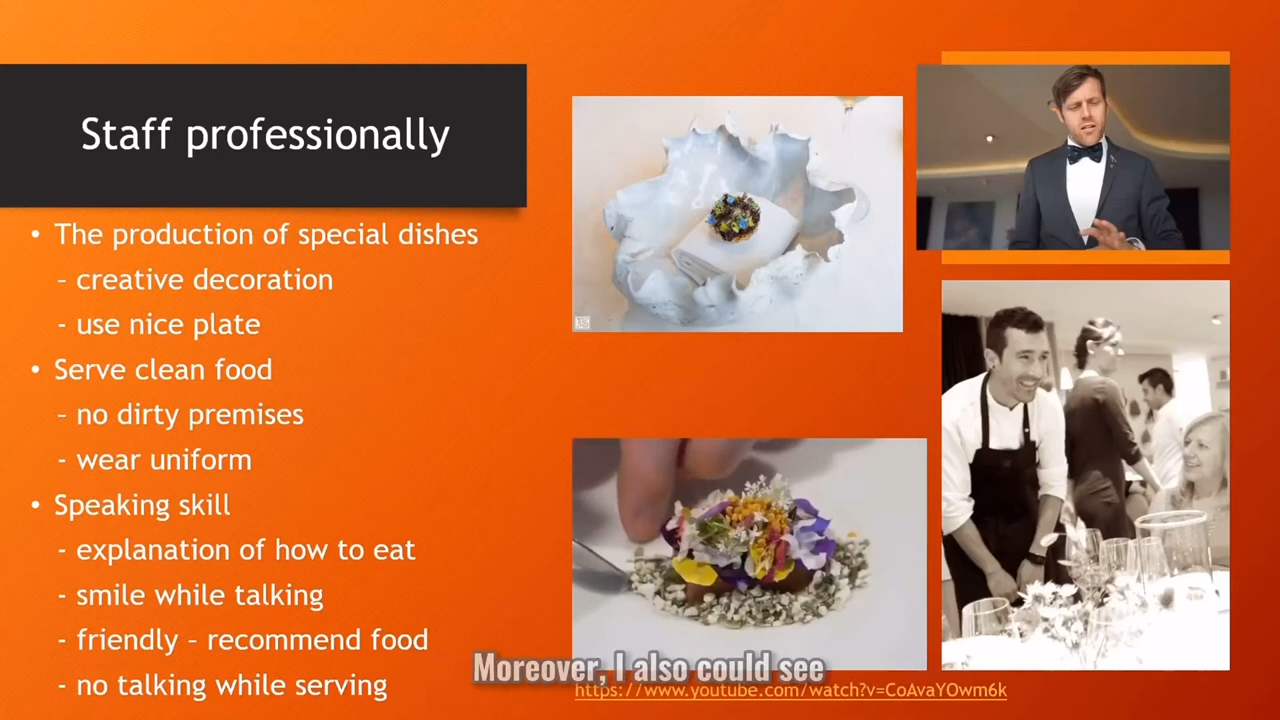 Staff professionally
• The production of special dishes
- creative decoration
- use nice plate
• Serve clean food
- no dirty premises
- wear uniform
• Speaking skill
- explanation of how to eat
- smile while talking
- friendly - recommend food
- no talking while serving
Moreover, I also could see
https://www.youtube.com/watch?v=CoAvaYOwm6k